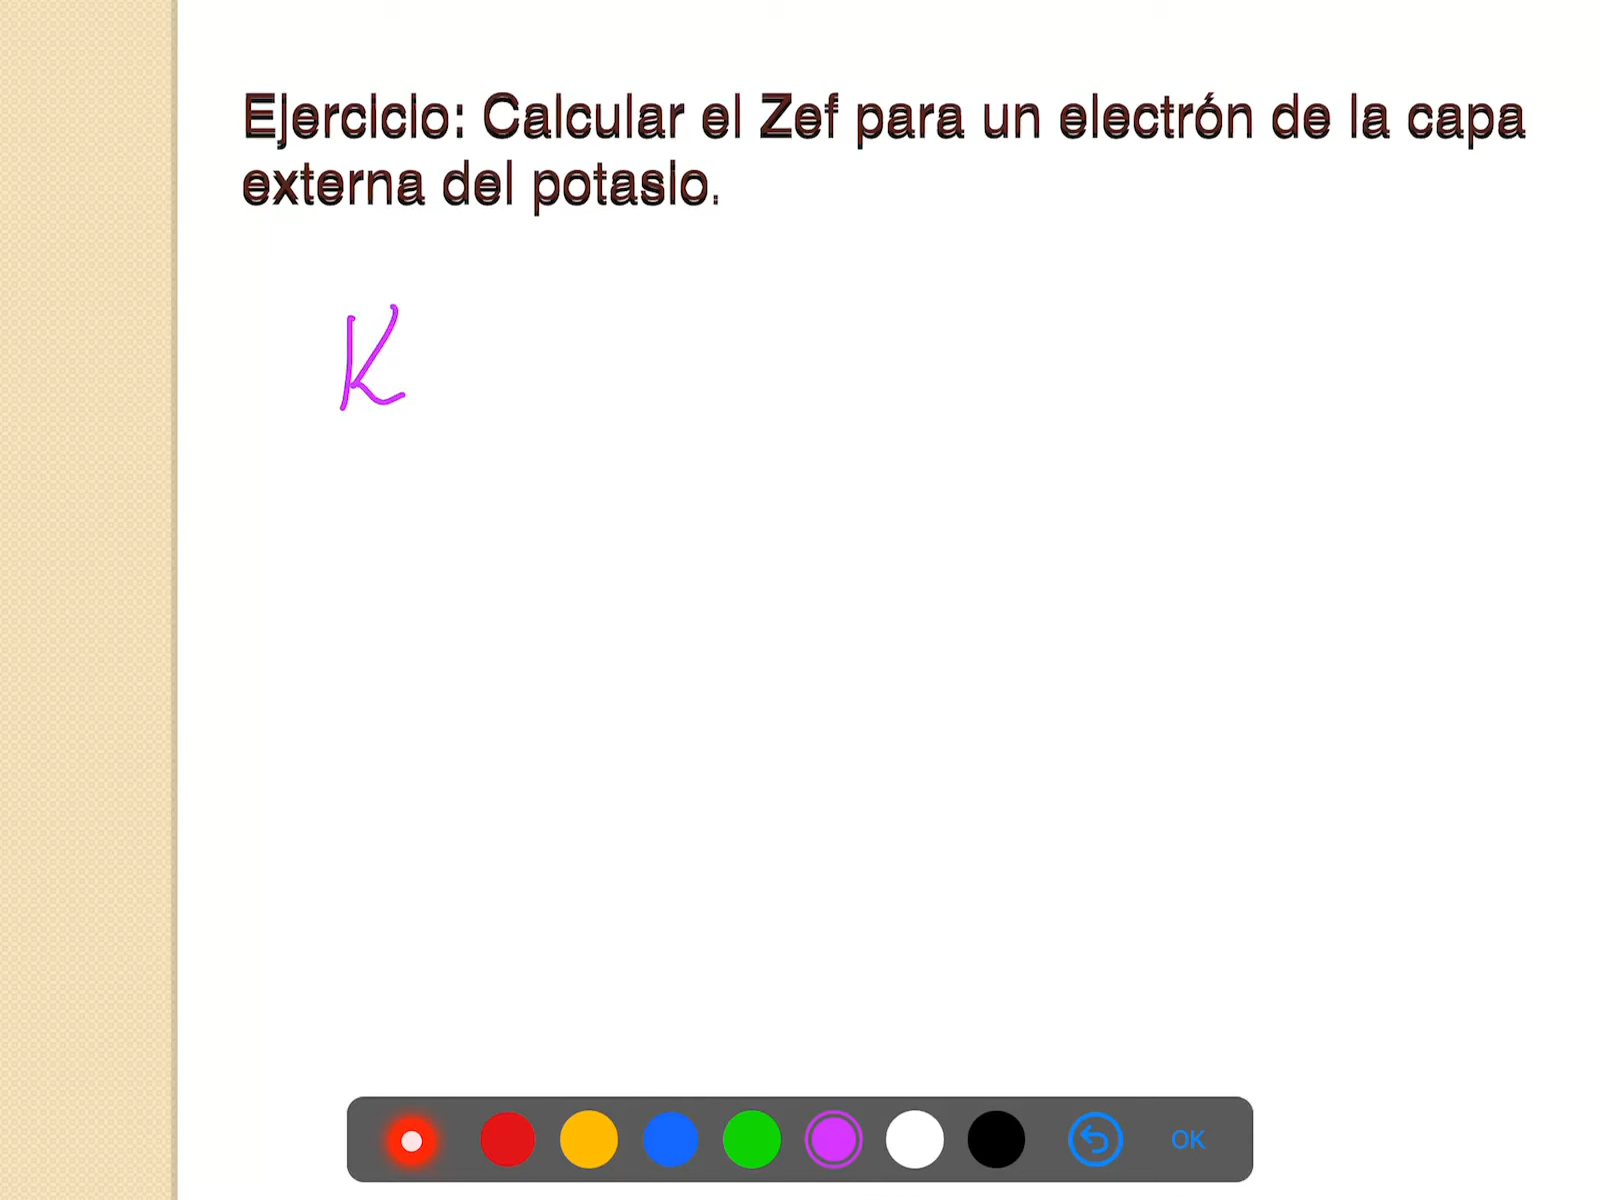 Ejercicio: Calcular el Zef para un electrón de la capa
externa del potasio.
K
OK